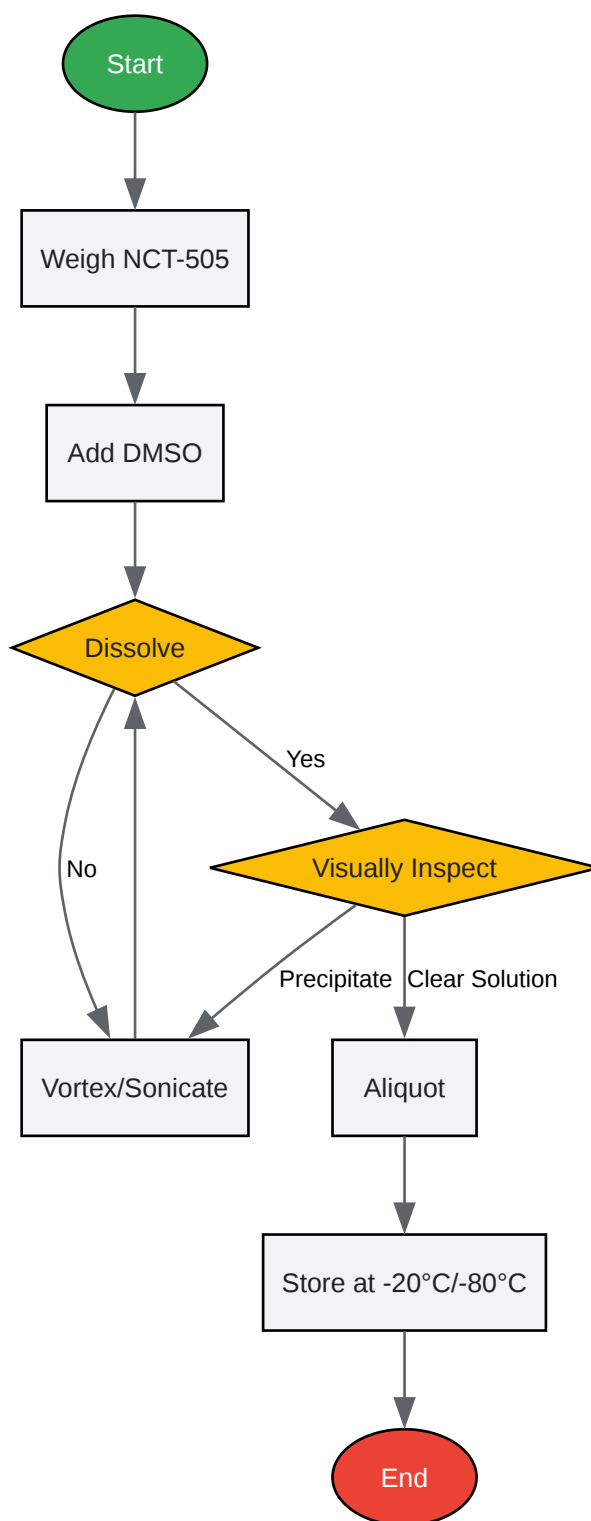 Start
Weigh NCT-505
Add DMSO
Dissolve
Yes
No
Visually Inspect
Precipitate
Clear Solution
Vortex/Sonicate
Aliquot
Store at -20°C/-80°C
End